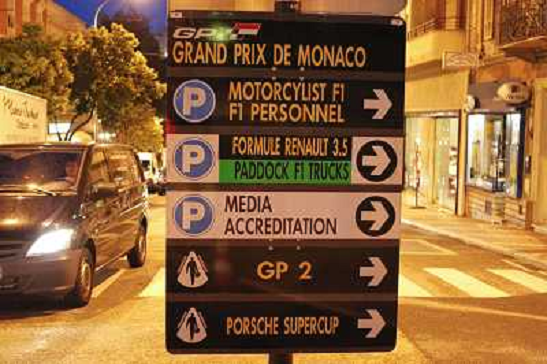 GP
GRAND PRIX DE MONACO
P
MOTORCYLIST F1
F1 PERSONNEL
P
FORMULE RENAULT 3.5
PADDOCK F1 TRUCKS
P
MEDIA
ACCREDITATION
GP 2
PORSCHE SUPERCUP